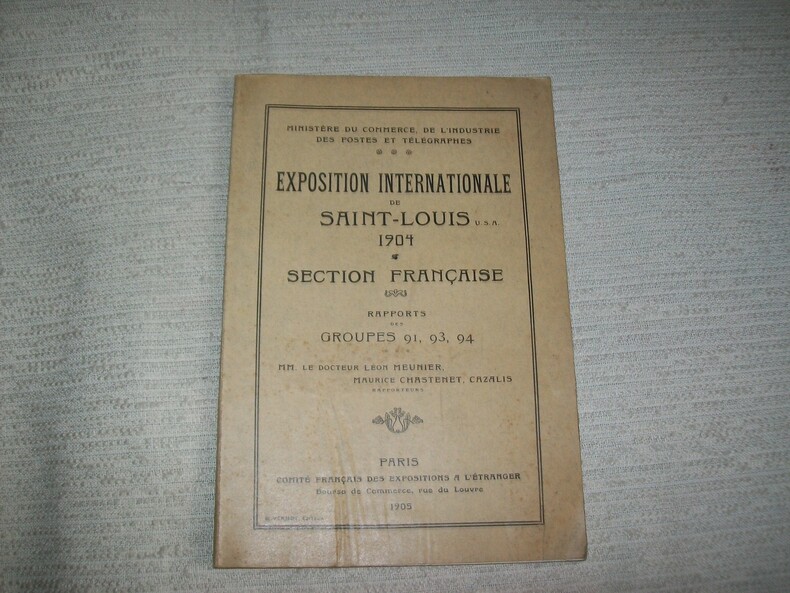 MINISTÈRE DU COMMERCE, DE L'INDUSTRIE
DES POSTES ET TÉLÉGRAPHES
EXPOSITION INTERNATIONALE
DE
SAINT-LOUIS U.S.A.
1904
SECTION FRANÇAISE
RAPPORTS
DES
GROUPES 91, 93, 94
MM. LE DOCTEUR LÉON MEUNIER,
MAURICE CHASTENET, CAZALIS
RAPPORTEURS
PARIS
COMITÉ FRANÇAIS DES EXPOSITIONS A L'ÉTRANGER
Bourse de Commerce, rue du Louvre
1905